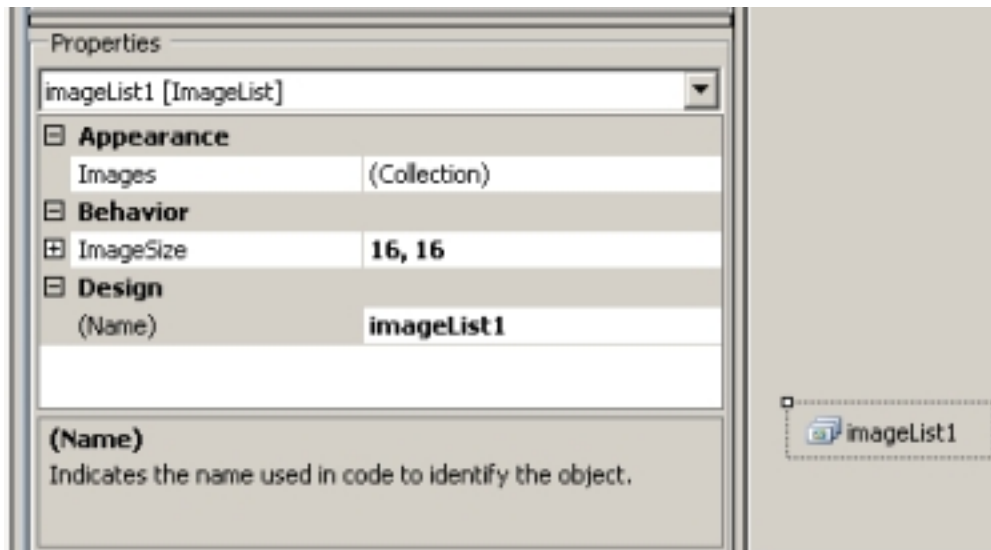 Properties
imageList1 [ImageList]
Appearance
Images (Collection)
Behavior
ImageSize 16, 16
Design
(Name) imageList1
(Name)
Indicates the name used in code to identify the object.
imageList1